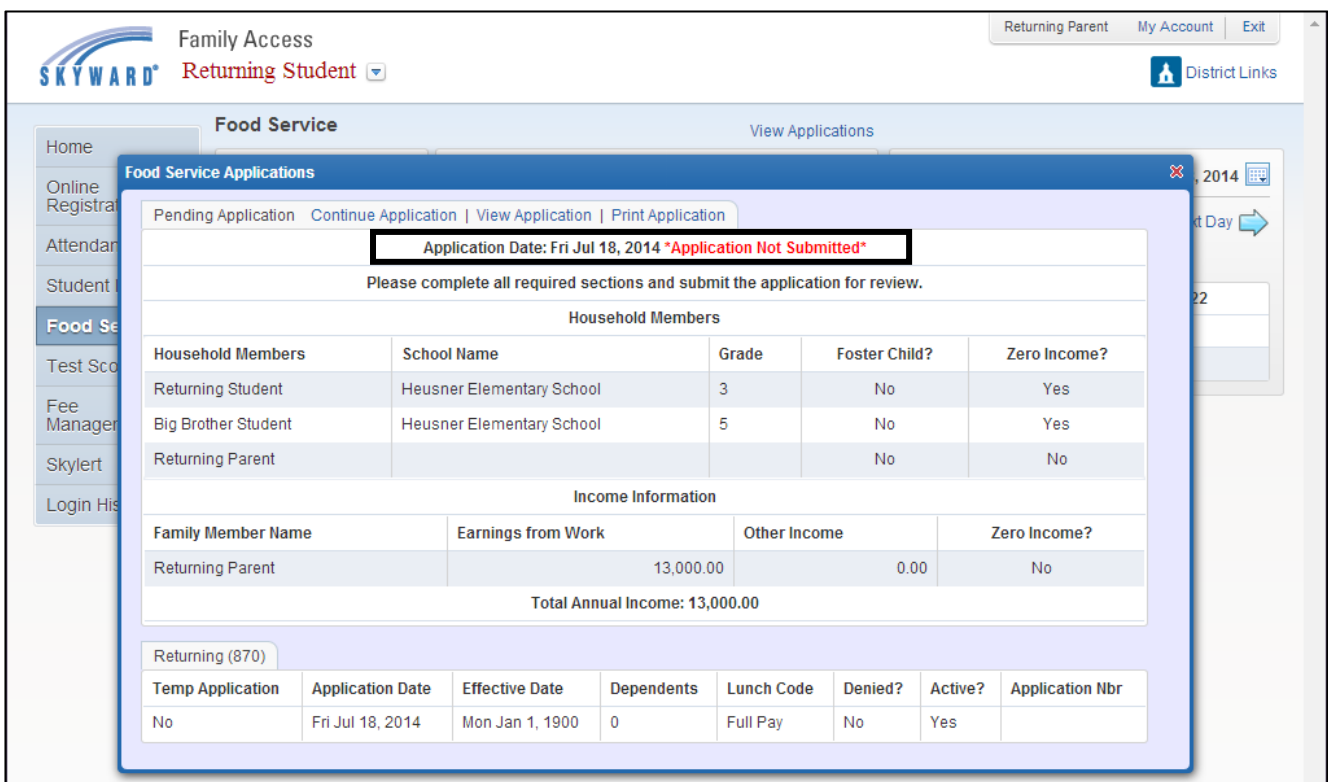 Returning Parent My Account Exit
SKYWARD®
Family Access
Returning Student
District Links
Food Service
View Applications
Home
Online
Attendan
Food Se
Test Sco
Fee
Manager
Skylert
Login His
, 2014
Day
22
Food Service Applications
Pending Application Continue Application | View Application | Print Application
Application Date: Fri Jul 18, 2014 *Application Not Submitted*
Please complete all required sections and submit the application for review.
Household Members
Household Members School Name Grade Foster Child? Zero Income?
Returning Student Heusner Elementary School 3 No Yes
Big Brother Student Heusner Elementary School 5 No Yes
Returning Parent No No
Income Information
Family Member Name Earnings from Work Other Income Zero Income?
Returning Parent 13,000.00 0.00 No
Total Annual Income: 13,000.00
Returning (870)
Temp Application Application Date Effective Date Dependents Lunch Code Denied? Active? Application Nbr
No Fri Jul 18, 2014 Mon Jan 1, 1900 0 Full Pay No Yes